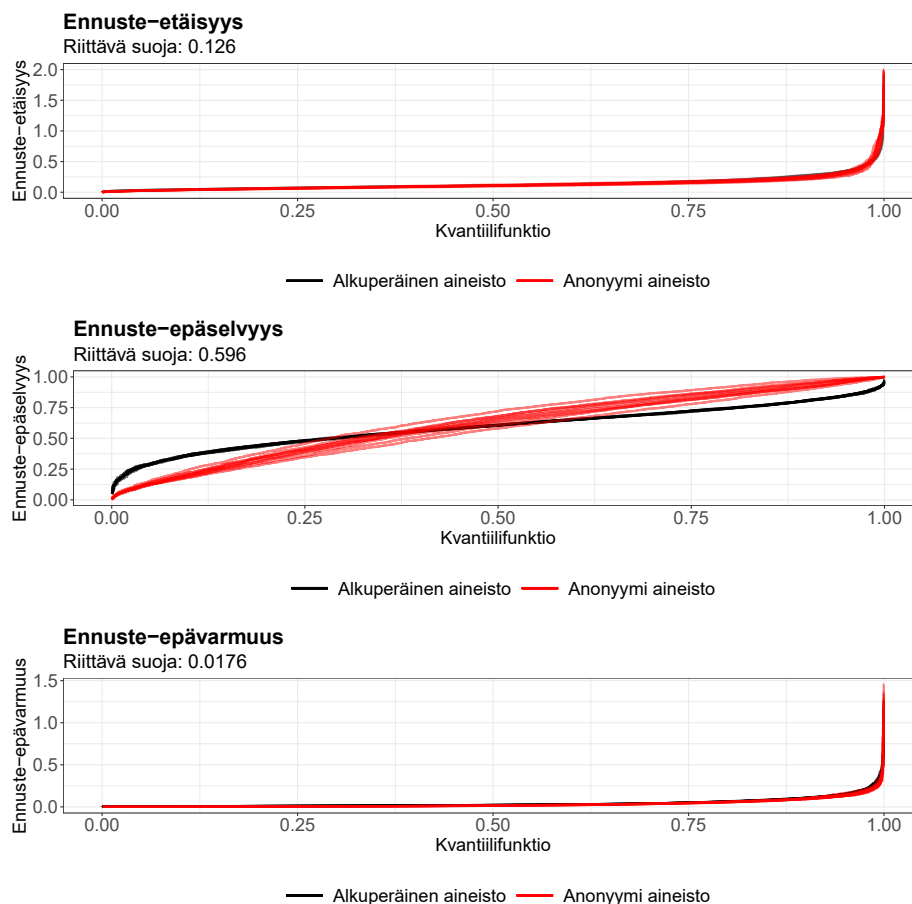 Ennuste−etäisyys
Riittävä suoja: 0.126
Ennuste−etäisyys
2.0
1.5
1.0
0.5
0.0
0.00 0.25 0.50 0.75 1.00
Kvantiilifunktio
Alkuperäinen aineisto Anonyymi aineisto
Ennuste−epäselvyys
Riittävä suoja: 0.596
Ennuste−epäselvyys
1.00
0.75
0.50
0.25
0.00
0.00 0.25 0.50 0.75 1.00
Kvantiilifunktio
Alkuperäinen aineisto Anonyymi aineisto
Ennuste−epävarmuus
Riittävä suoja: 0.0176
Ennuste−epävarmuus
1.5
1.0
0.5
0.0
0.00 0.25 0.50 0.75 1.00
Kvantiilifunktio
Alkuperäinen aineisto Anonyymi aineisto